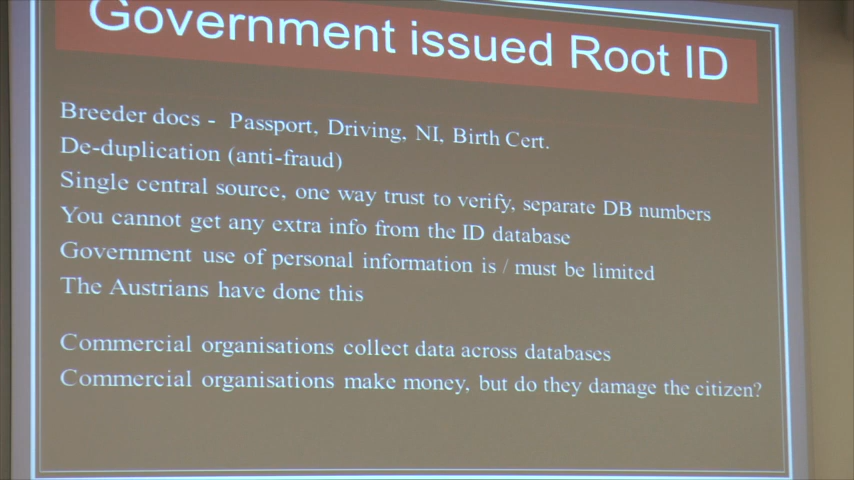 Government issued Root ID
Breeder docs - Passport, Driving, NI, Birth Cert.
De-duplication (anti-fraud)
Single central source, one way trust to verify, separate DB numbers
You cannot get any extra info from the ID database
Government use of personal information is / must be limited
The Austrians have done this
Commercial organisations collect data across databases
Commercial organisations make money, but do they damage the citizen?